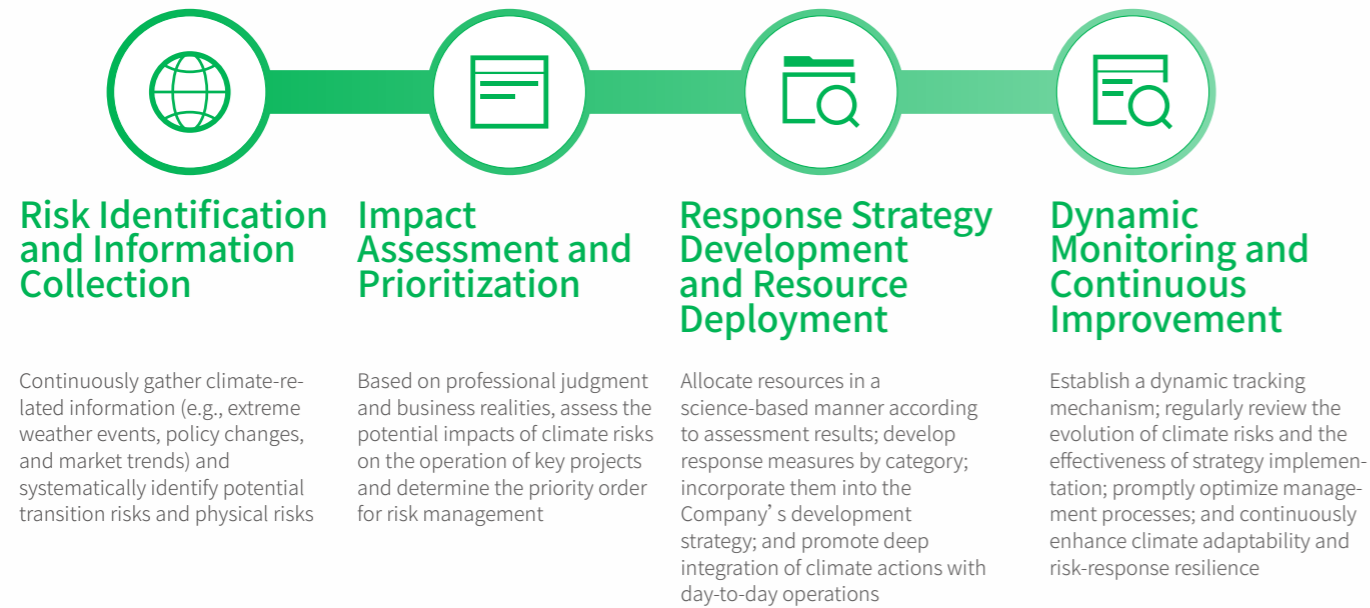 Risk Identification
and Information
Collection
Continuously gather climate-re-
lated information (e.g., extreme
weather events, policy changes,
and market trends) and
systematically identify potential
transition risks and physical risks
Impact
Assessment and
Prioritization
Based on professional judgment
and business realities, assess the
potential impacts of climate risks
on the operation of key projects
and determine the priority order
for risk management
Response Strategy
Development
and Resource
Deployment
Allocate resources in a
science-based manner according
to assessment results; develop
response measures by category;
incorporate them into the
Company’ s development
strategy; and promote deep
integration of climate actions with
day-to-day operations
Dynamic
Monitoring and
Continuous
Improvement
Establish a dynamic tracking
mechanism; regularly review the
evolution of climate risks and the
effectiveness of strategy implemen-
tation; promptly optimize manage-
ment processes; and continuously
enhance climate adaptability and
risk-response resilience